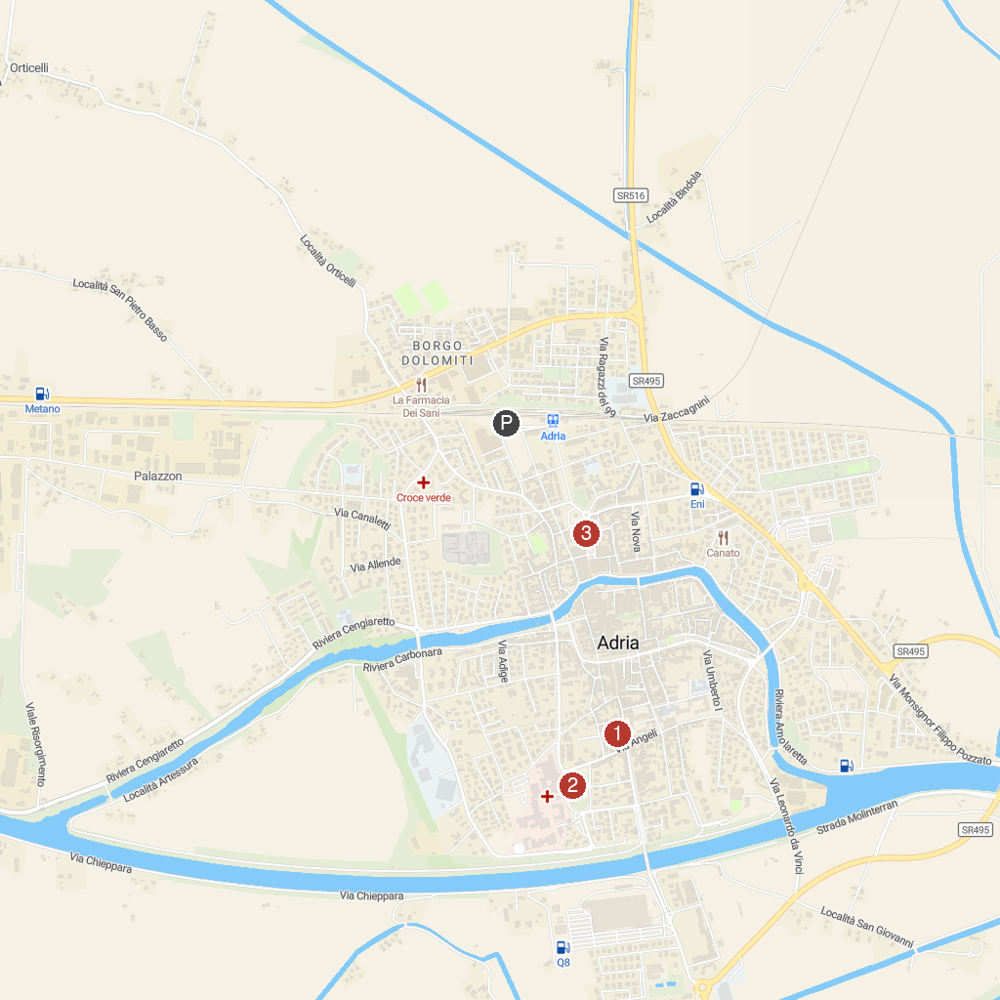 Orticelli
SR516
Località Bindola
Località Orticelli
Località San Pietro Basso
BORGO
DOLOMITI
Via Ragazzi del 99
SR495
Metano
La Farmacia
Dei Sani
P
Adria
Via Zaccagnini
Palazzon
Croce verde
Eni
Via Canaletti
Via Nova
3
Canato
Via Allende
Riviera Cengiaretto
Adria
SR495
Riviera Carbonara
Via Adige
Via Umberto I
Via Monsignor Filippo Pozzato
Viale Risorgimento
Riviera Amolaretta
1
Via Angeli
Riviera Cengiaretto
Località Artessura
2
Via Leonardo da Vinci
Strada Molinterran
SR495
Via Chieppara
Via Chieppara
Località San Giovanni
Q8